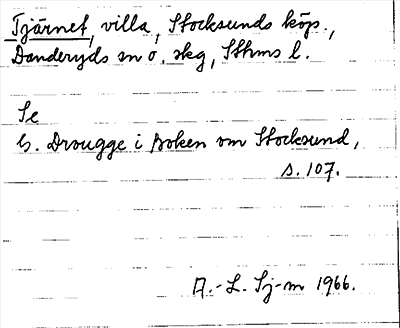 Tjärnet, villa, Stocksunds köp.,
Danderyds sn o. skg, Sthms l.
Se
G. Drougge i Boken om Stocksund,
s. 107.
A.-L. Sj-m 1966.